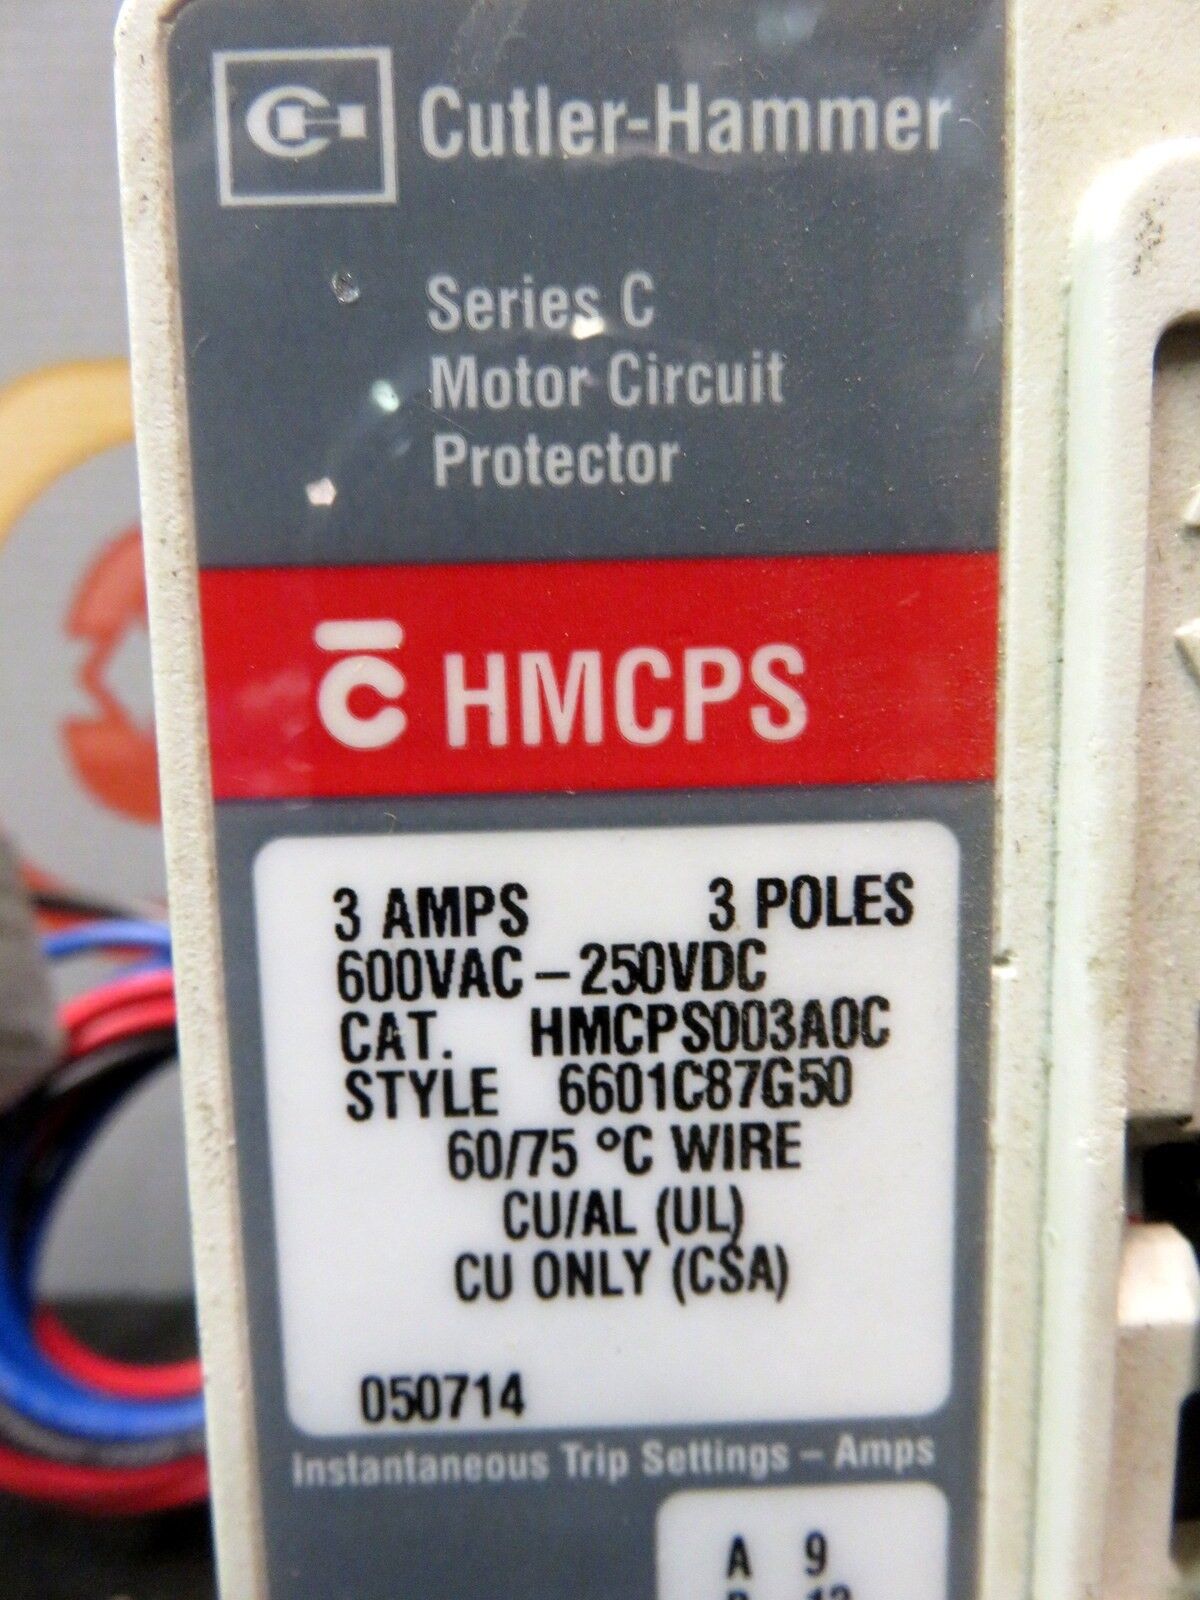 Cutler-Hammer
Series C
Motor Circuit
Protector
C HMCPS
3 AMPS 3 POLES
600VAC – 250VDC
CAT. HMCPS003A0C
STYLE 6601C87G50
60/75 °C WIRE
CU/AL (UL)
CU ONLY (CSA)
050714
Instantaneous Trip Settings – Amps
A 9